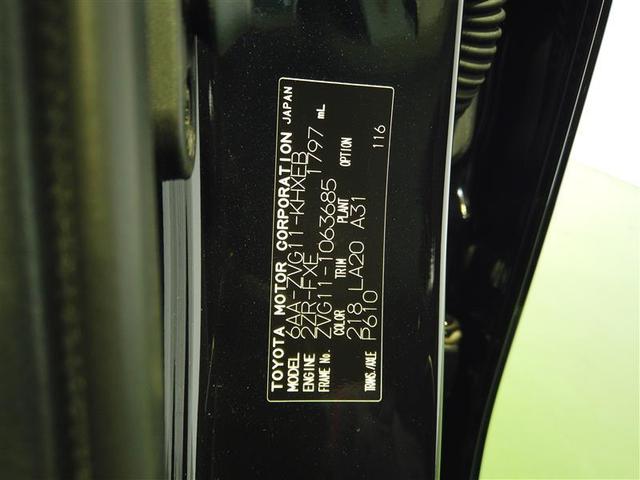 TOYOTA MOTOR CORPORATION JAPAN
MODEL 6AA-ZVG11-KHXEB
ENGINE 2ZR-FXE 1797 mL
FRAME No. ZVG11-1063685
COLOR TRIM PLANT OPTION
218 LA20 A31
TRANS./AXLE P610 116